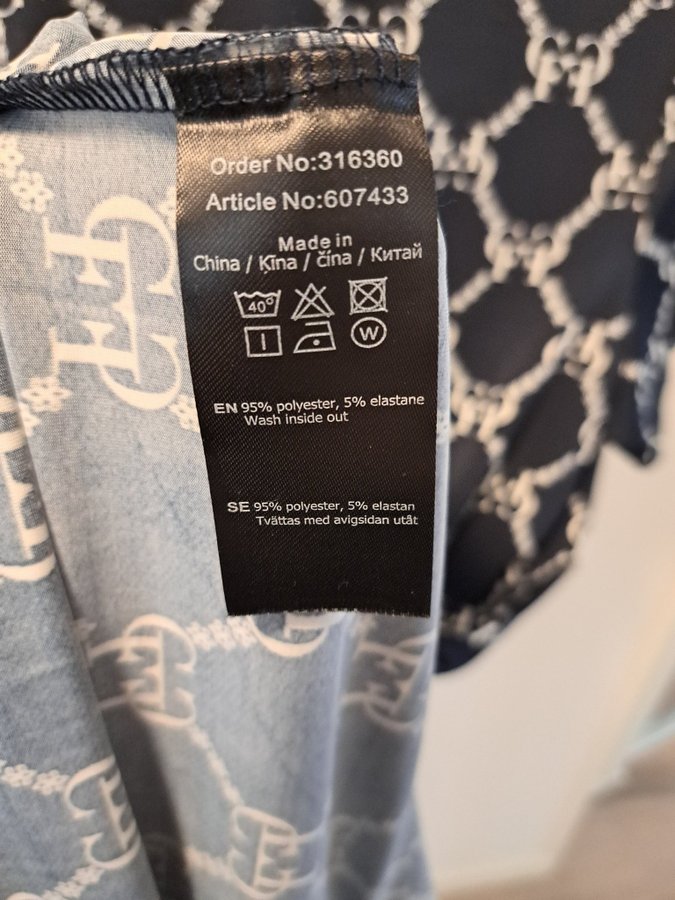 Order No:316360
Article No:607433
Made in
China / Ķīna / čína / Китай
40°
W
EN 95% polyester, 5% elastane
Wash inside out
SE 95% polyester, 5% elastan
Tvättas med avigsidan utåt